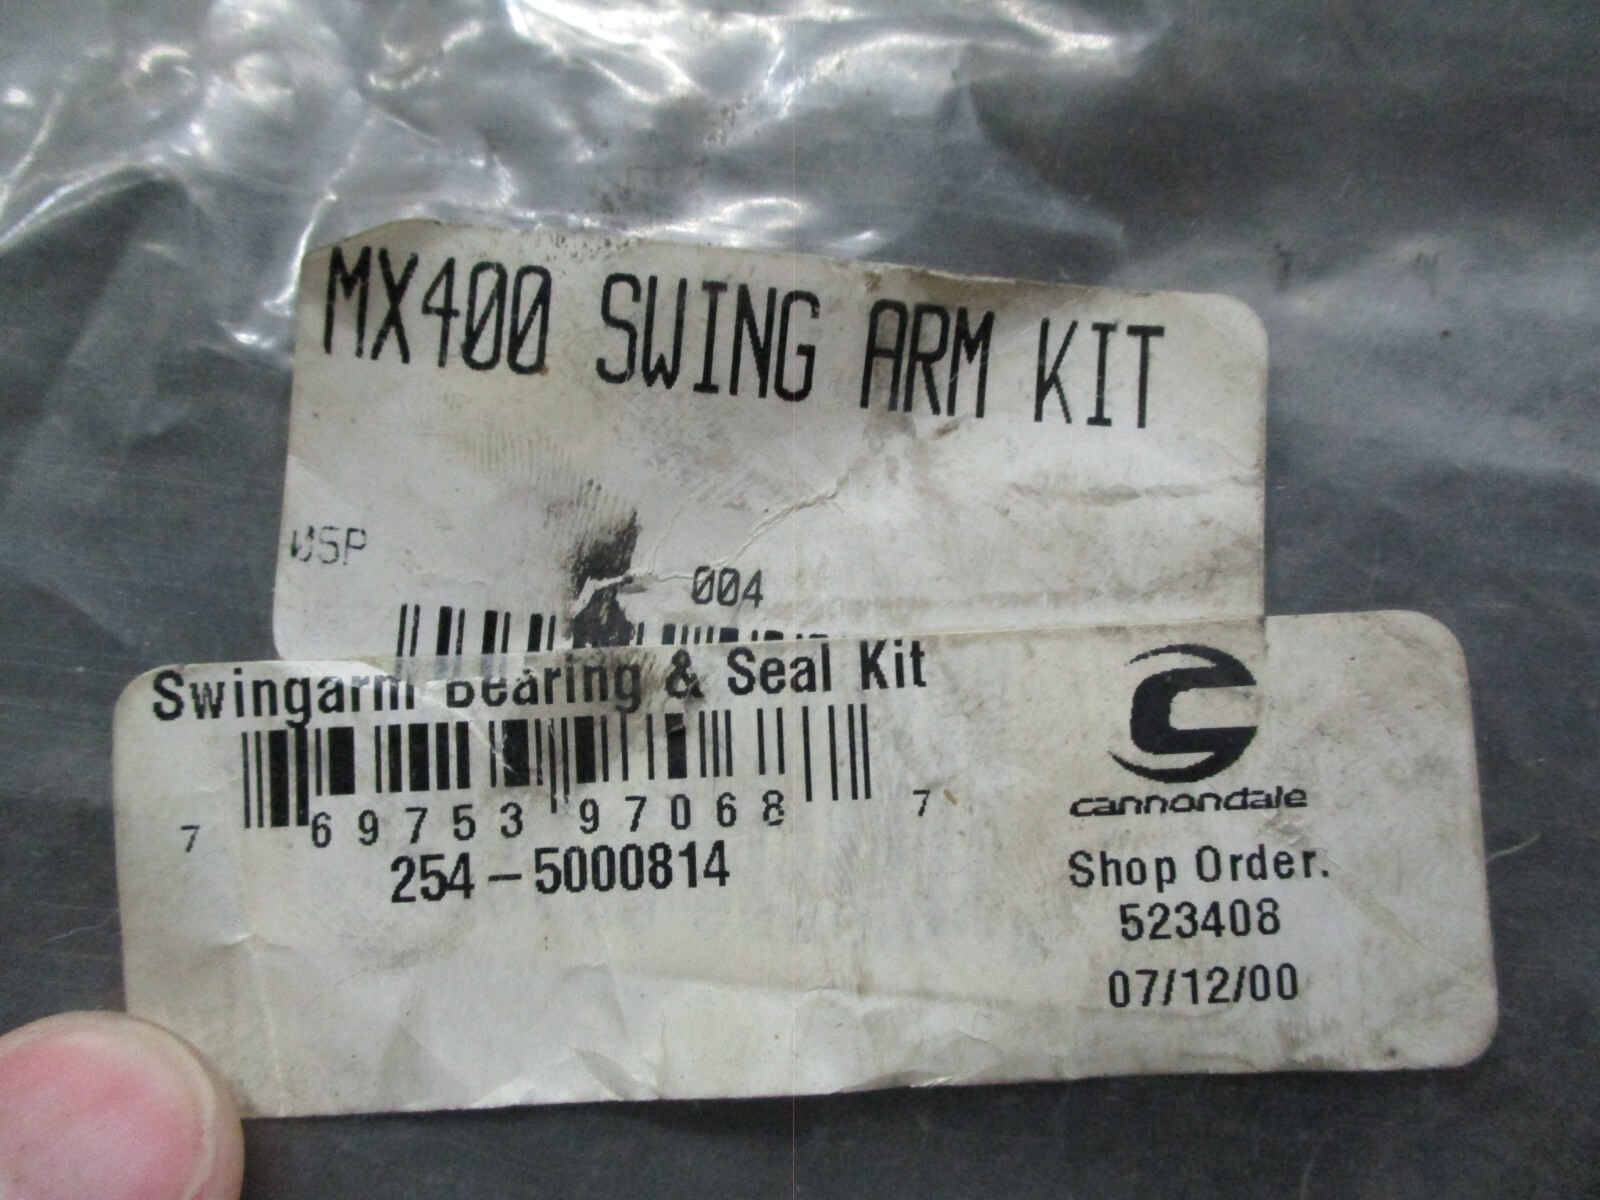 MX400 SWING ARM KIT
004
Swingarm Bearing & Seal Kit
7 69753 97068 7
254-5000814
cannondale
Shop Order.
523408
07/12/00